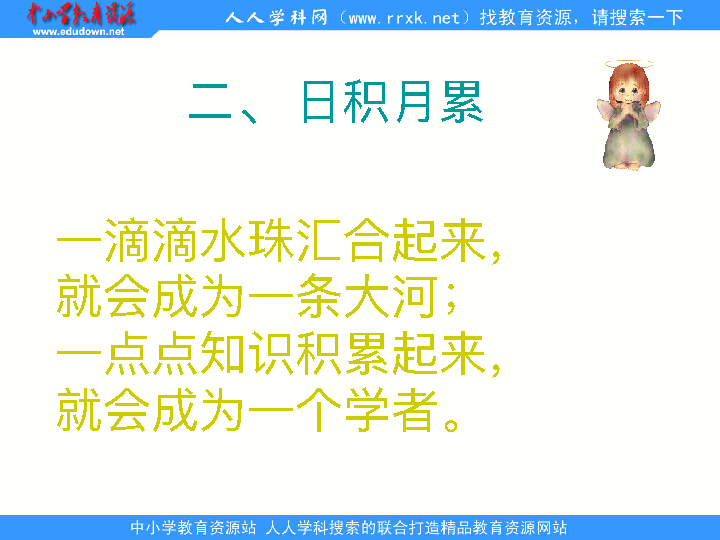 中小学教育资源
www.edudown.net
人人学科网（www.rrxk.net）找教育资源，请搜索一下
二、日积月累
一滴滴水珠汇合起来，
就会成为一条大河；
一点点知识积累起来，
就会成为一个学者。
中小学教育资源站 人人学科搜索的联合打造精品教育资源网站